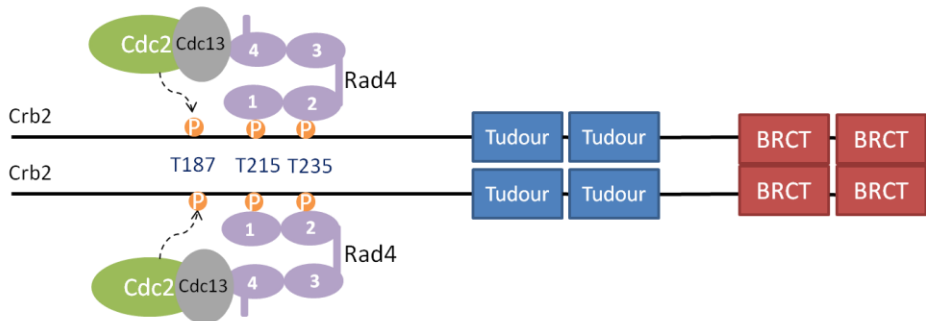 Cdc2 Cdc13 4 3
Rad4
1 2
Crb2 P P P Tudour Tudour BRCT BRCT
T187 T215 T235
Crb2 P P P Tudour Tudour BRCT BRCT
1 2
Rad4
Cdc2 Cdc13 4 3